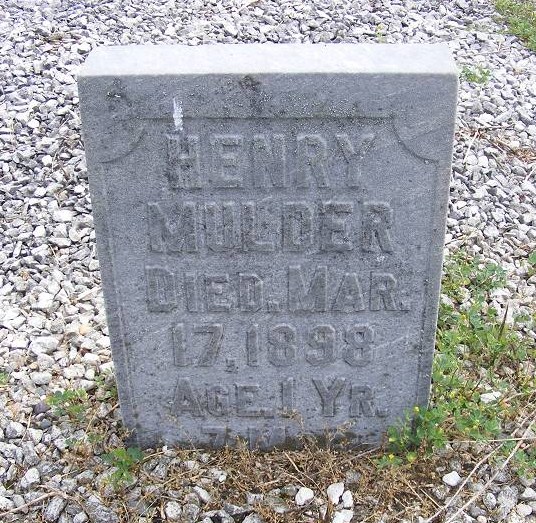 HENRY
MULDER
DIED. MAR.
17, 1898
AGE. 1 YR.